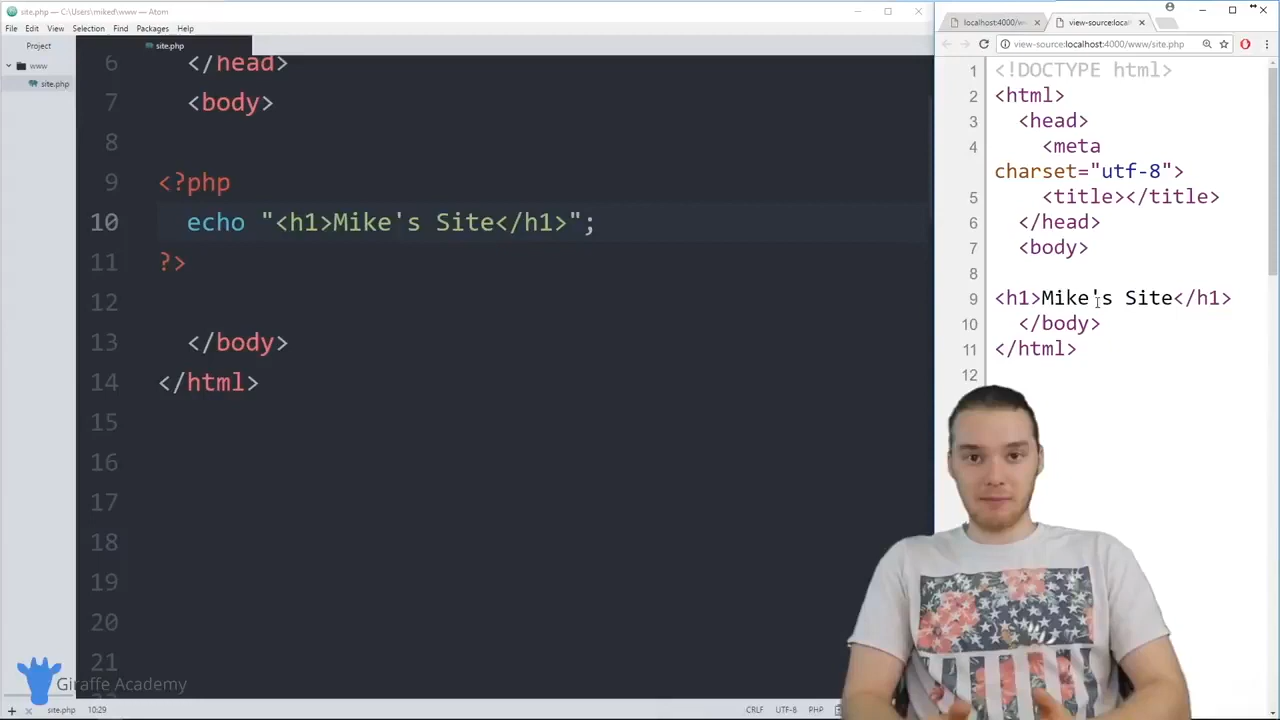 site.php — C:\Users\miked\www — Atom
File Edit View Selection Find Packages Help
Project
www
site.php
site.php
6 </head>
7 <body>
8
9 <?php
10 echo "<h1>Mike's Site</h1>";
11 ?>
12
13 </body>
14 </html>
15
16
17
18
19
20
21
Giraffe Academy
site.php 10:29
CRLF UTF-8 PHP
localhost:4000/w
view-source:local
view-source:localhost:4000/www/site.php
1 <!DOCTYPE html>
2 <html>
3 <head>
4 <meta
charset="utf-8">
5 <title></title>
6 </head>
7 <body>
8
9 <h1>Mike's Site</h1>
10 </body>
11 </html>
12